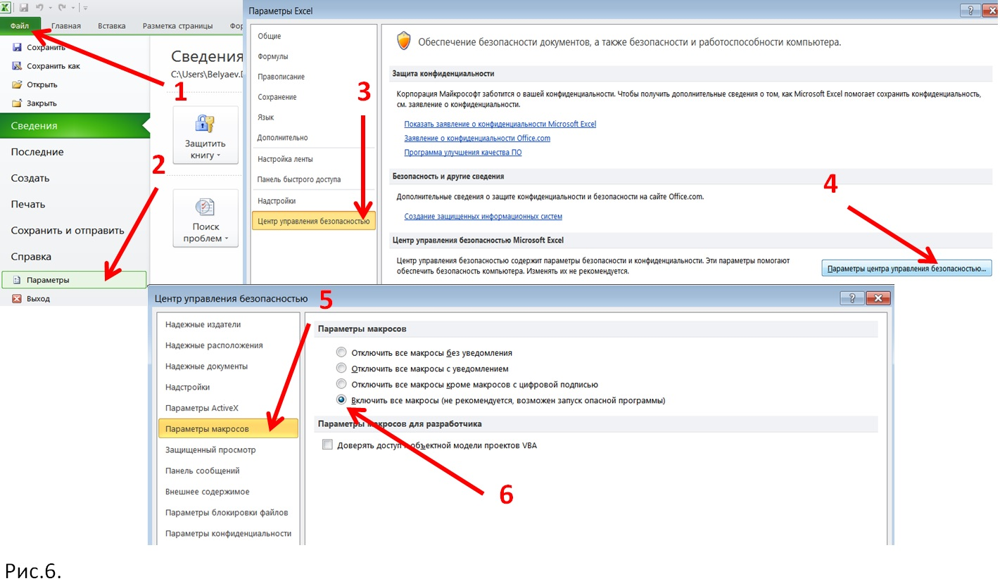 Файл
Главная
Вставка
Разметка страницы
Фор
Сохранить
Сохранить как
Открыть
Закрыть
Сведения
Последние
Создать
Печать
Сохранить и отправить
Справка
Параметры
Выход
Сведения
C:\Users\Belyaev.D
Защитить
книгу
Поиск
проблем
1
2
Параметры Excel
Общие
Формулы
Правописание
Сохранение
Язык
Дополнительно
Настройка ленты
Панель быстрого доступа
Надстройки
Центр управления безопасностью
3
Обеспечение безопасности документов, а также безопасности и работоспособности компьютера.
Защита конфиденциальности
Корпорация Майкрософт заботится о вашей конфиденциальности. Чтобы получить дополнительные сведения о том, как Microsoft Excel помогает сохранить конфиденциальность,
см. заявление о конфиденциальности.
Показать заявление о конфиденциальности Microsoft Excel
Заявление о конфиденциальности Office.com
Программа улучшения качества ПО
Безопасность и другие сведения
Дополнительные сведения о защите конфиденциальности и безопасности на сайте Office.com.
Создание защищенных информационных систем
4
Центр управления безопасностью Microsoft Excel
Центр управления безопасностью содержит параметры безопасности и конфиденциальности. Эти параметры помогают
обеспечить безопасность компьютера. Изменять их не рекомендуется.
Параметры центра управления безопасностью...
Центр управления безопасностью
5
Надежные издатели
Надежные расположения
Надежные документы
Надстройки
Параметры ActiveX
Параметры макросов
Защищенный просмотр
Панель сообщений
Внешнее содержимое
Параметры блокировки файлов
Параметры конфиденциальности
Параметры макросов
Отключить все макросы без уведомления
Отключить все макросы с уведомлением
Отключить все макросы кроме макросов с цифровой подписью
Включить все макросы (не рекомендуется, возможен запуск опасной программы)
Параметры макросов для разработчика
Доверять доступ к объектной модели проектов VBA
6
Рис.6.